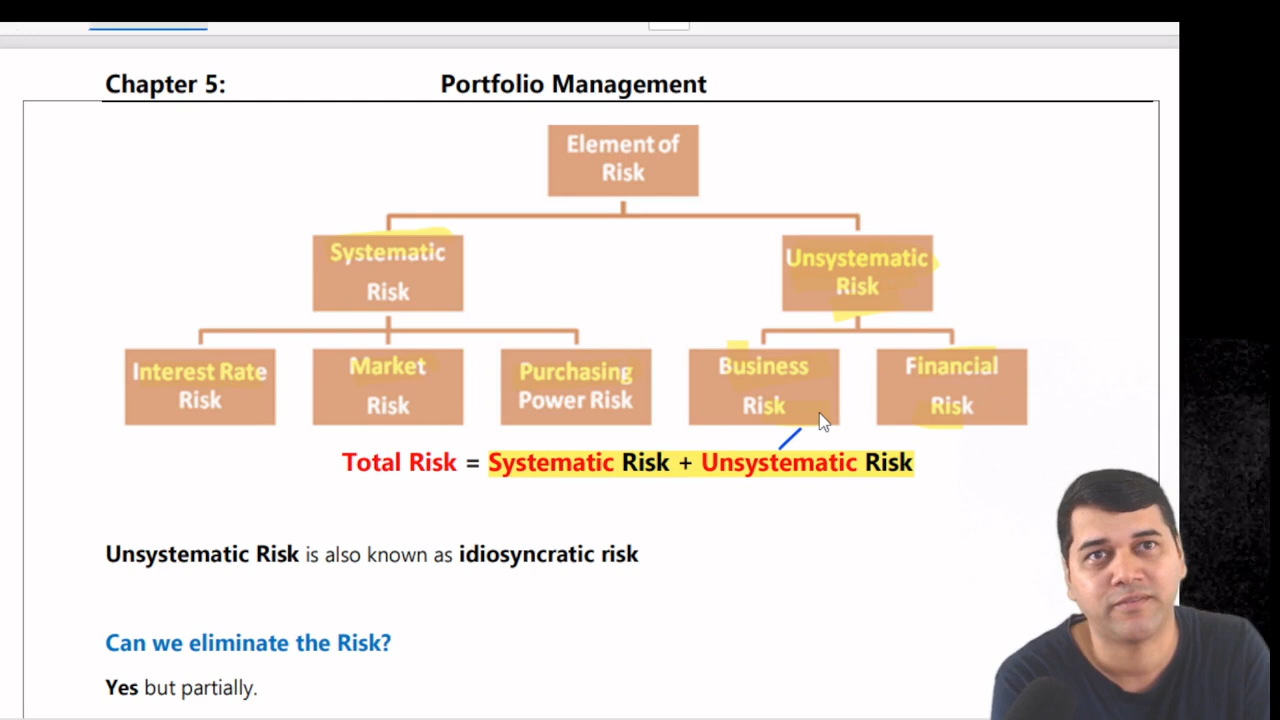 Chapter 5: Portfolio Management
Element of
Risk
Systematic
Risk
Unsystematic
Risk
Interest Rate
Risk
Market
Risk
Purchasing
Power Risk
Business
Risk
Financial
Risk
Total Risk = Systematic Risk + Unsystematic Risk
Unsystematic Risk is also known as idiosyncratic risk
Can we eliminate the Risk?
Yes but partially.